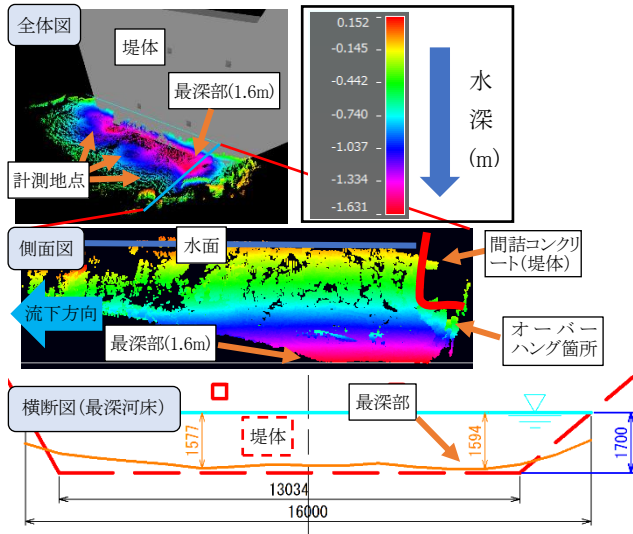 全体図
堤体
最深部(1.6m)
計測地点
0.152
-0.145
-0.442
-0.740
-1.037
-1.334
-1.631
水深(m)
側面図
水面
間詰コンクリ
ート(堤体)
流下方向
最深部(1.6m)
オーバー
ハング箇所
横断図(最深河床)
最深部
1577
堤体
1594
1700
13034
16000